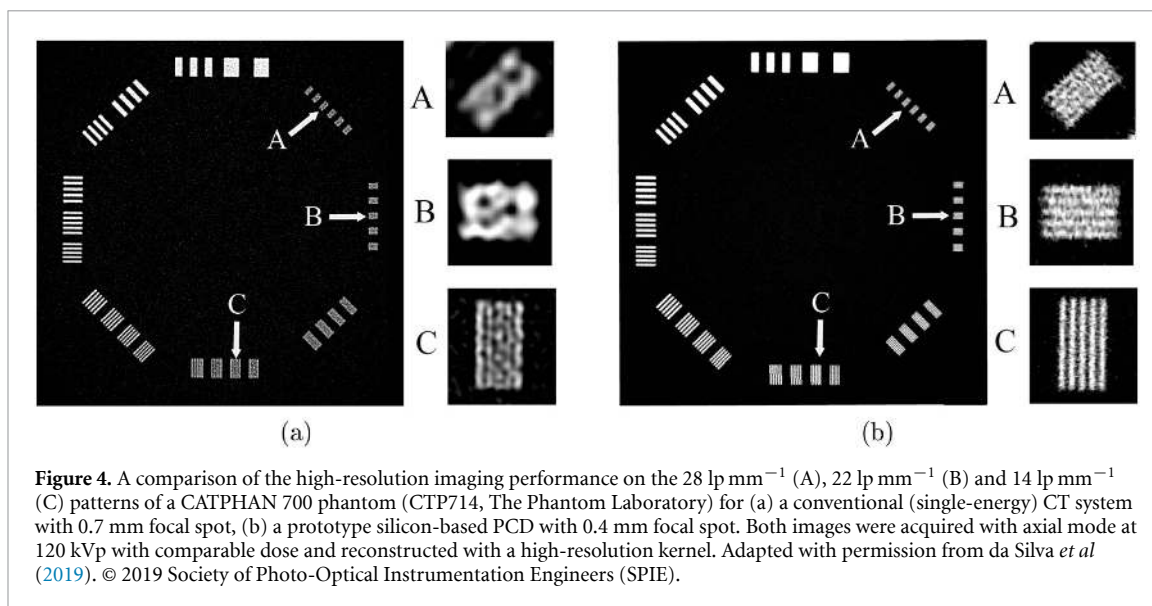 A
A
A
A
B
B
B
B
C
C
C
C
(a)
(b)
Figure 4. A comparison of the high-resolution imaging performance on the 28 lp mm−1 (A), 22 lp mm−1 (B) and 14 lp mm−1
(C) patterns of a CATPHAN 700 phantom (CTP714, The Phantom Laboratory) for (a) a conventional (single-energy) CT system
with 0.7 mm focal spot, (b) a prototype silicon-based PCD with 0.4 mm focal spot. Both images were acquired with axial mode at
120 kVp with comparable dose and reconstructed with a high-resolution kernel. Adapted with permission from da Silva et al
(2019). © 2019 Society of Photo-Optical Instrumentation Engineers (SPIE).